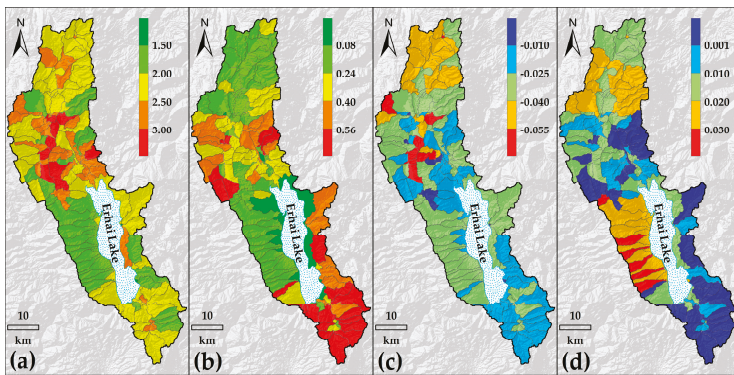 N
1.50
2.00
2.50
3.00
Erhai Lake
10
km
(a)
N
0.08
0.24
0.40
0.56
Erhai Lake
10
km
(b)
N
-0.010
-0.025
-0.040
-0.055
Erhai Lake
10
km
(c)
N
0.001
0.010
0.020
0.030
Erhai Lake
10
km
(d)